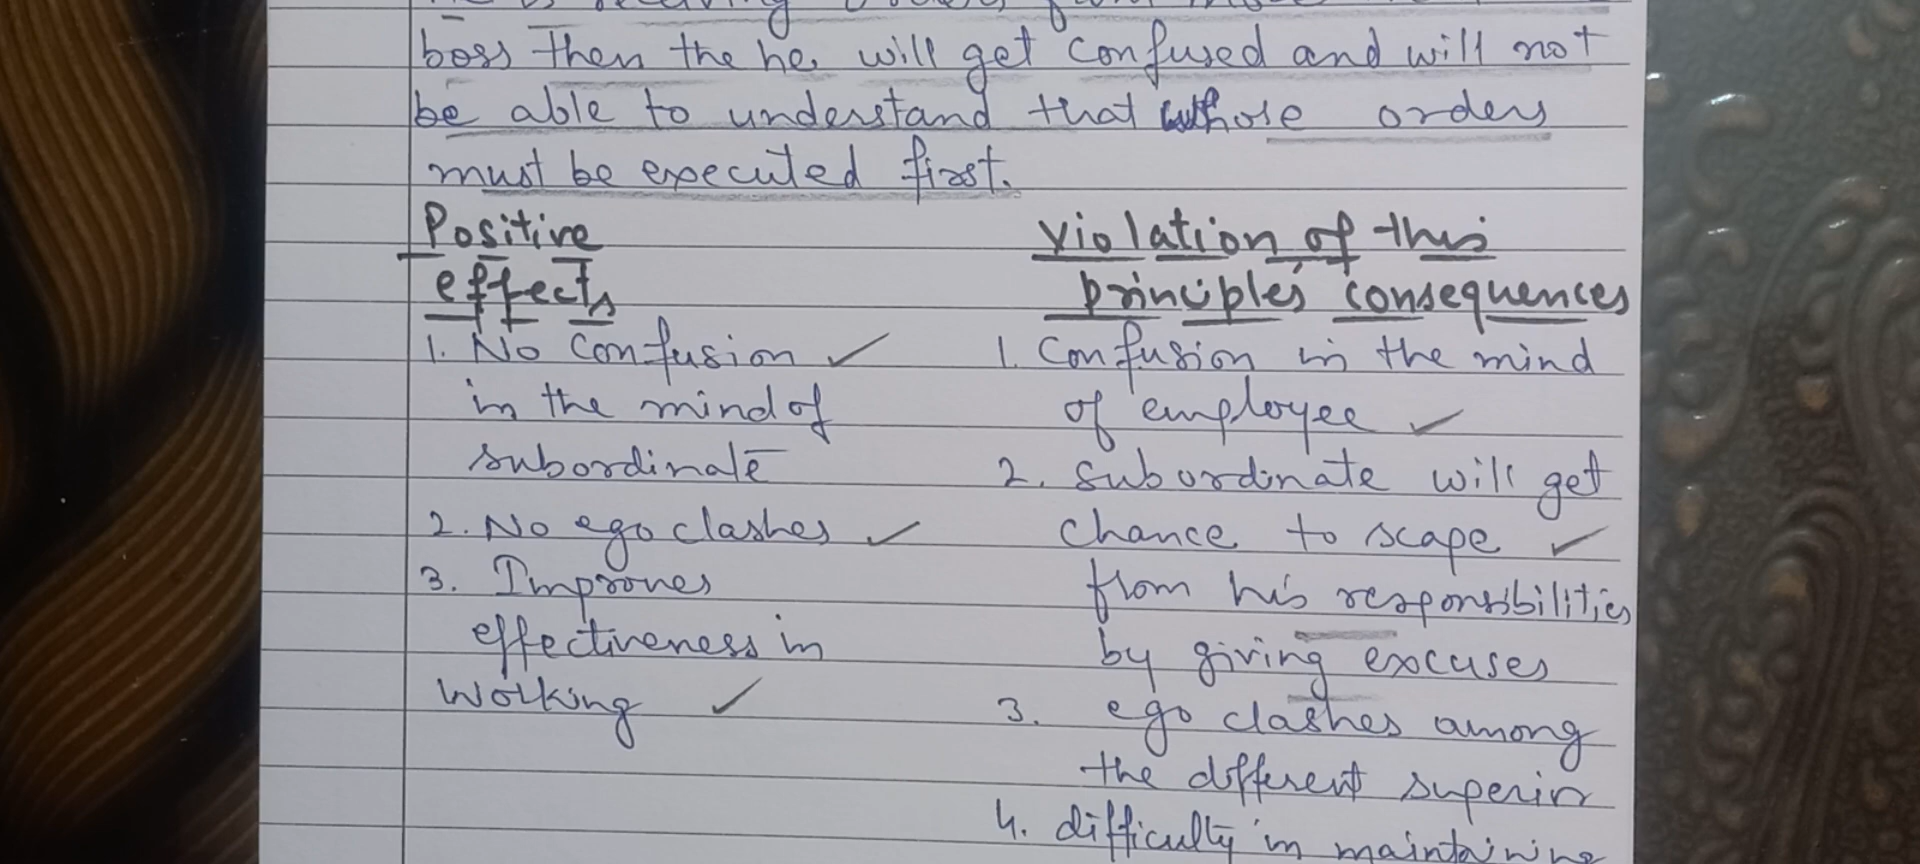 boss then the he will get confused and will not
be able to understand that whose orders
must be executed first.
Positive
effects
1. No Confusion ✓
in the mind of
subordinate
2. No ego clashes ✓
3. Improves
effectiveness in
working ✓
violation of this
principles consequences
1. Confusion in the mind
of employee ✓
2. Subordinate will get
chance to scape ✓
from his responsibilities
by giving excuses
3. ego clashes among
the different superior
4. difficulty in maintaining